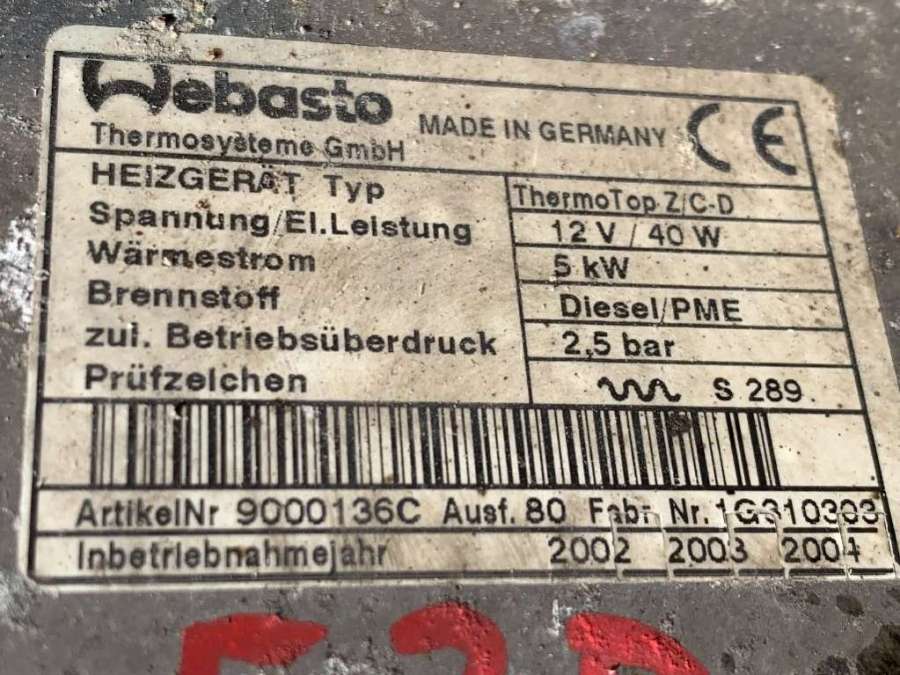 Webasto
Thermosysteme GmbH MADE IN GERMANY CE
HEIZGERÄT Typ ThermoTop Z/C-D
Spannung/El.Leistung 12 V / 40 W
Wärmestrom 5 kW
Brennstoff Diesel/PME
zul. Betriebsüberdruck 2,5 bar
Prüfzeichen S 289
ArtikelNr 9000136C Ausf. 80 Fabr. Nr.
Inbetriebnahmejahr 2002 2003 2004